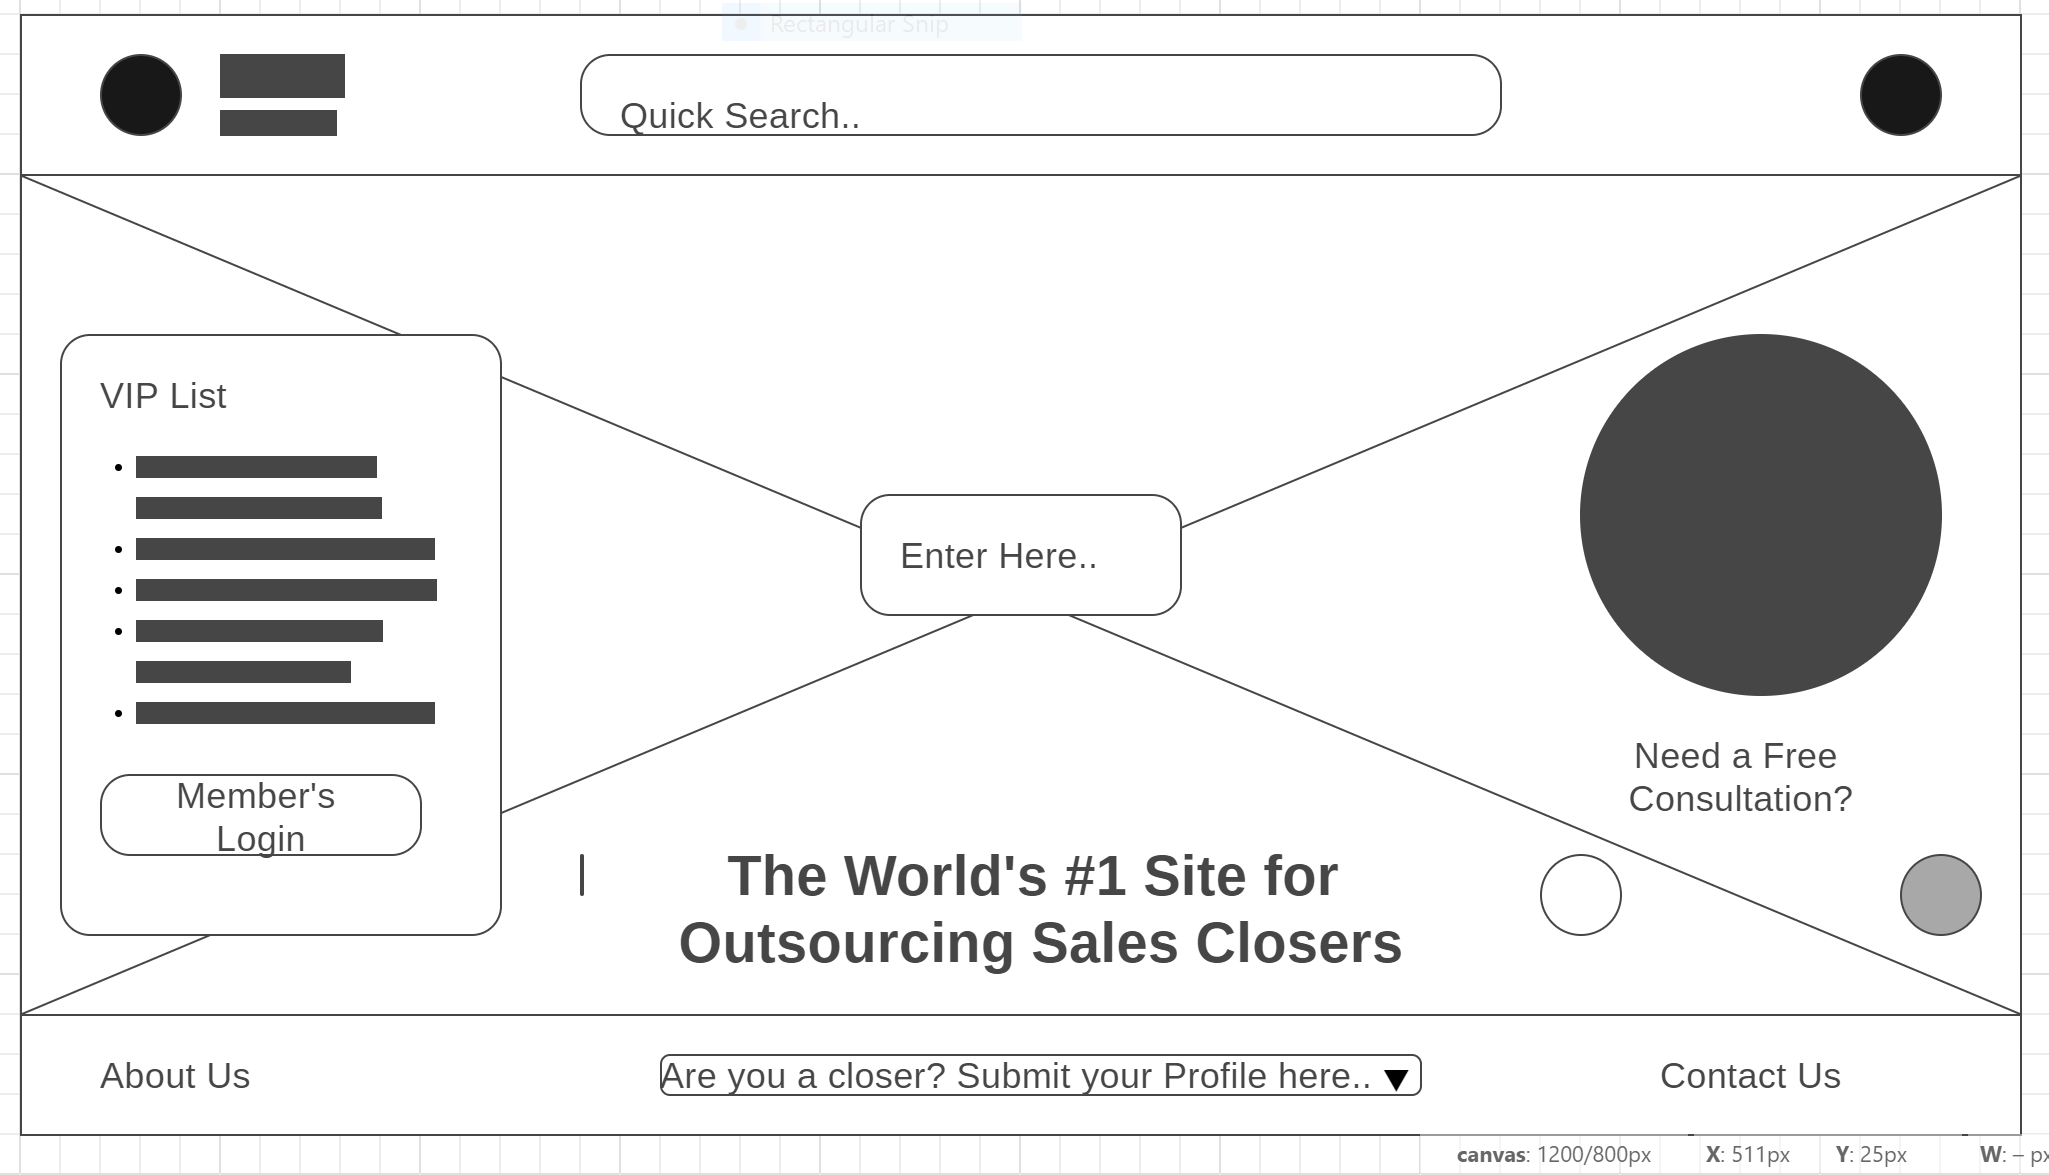 Rectangular Snip
Quick Search..
VIP List
Member's
Login
Enter Here..
Need a Free
Consultation?
The World's #1 Site for
Outsourcing Sales Closers
About Us
Are you a closer? Submit your Profile here..
Contact Us
canvas: 1200/800px X: 511px Y: 25px W: – px